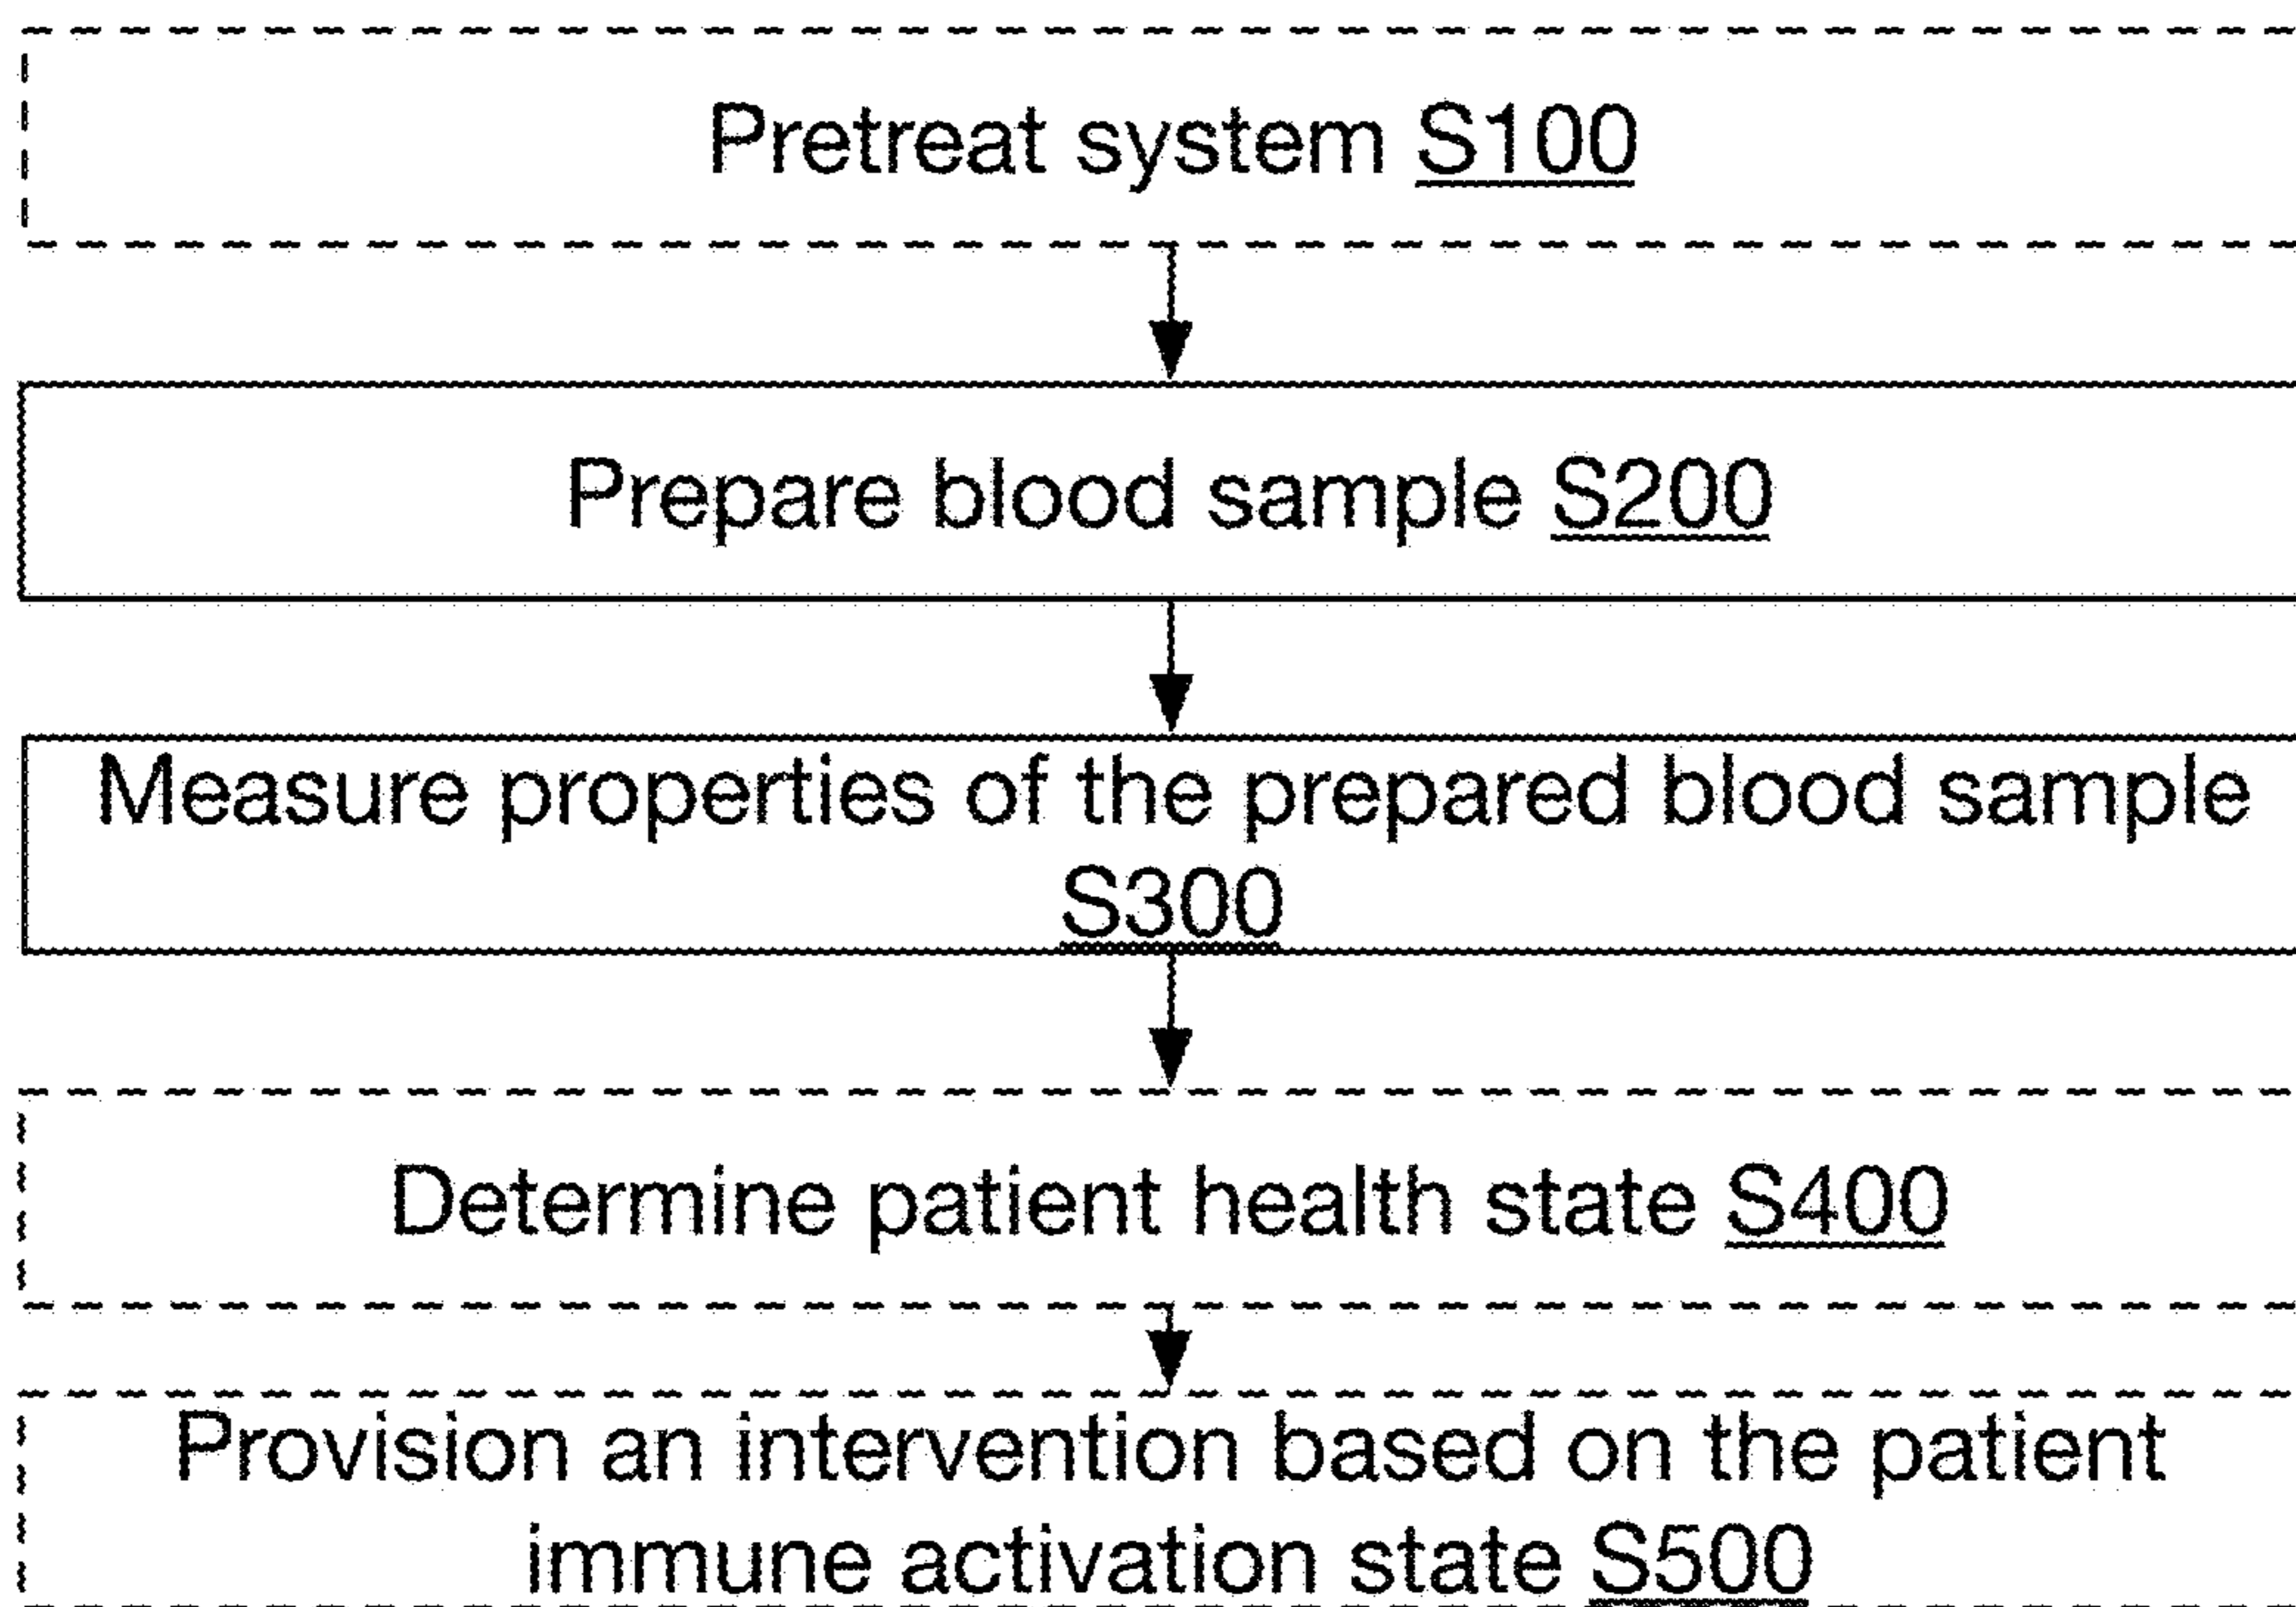 Pretreat system S100
Prepare blood sample S200
Measure properties of the prepared blood sample
S300
Determine patient health state S400
Provision an intervention based on the patient
immune activation state S500